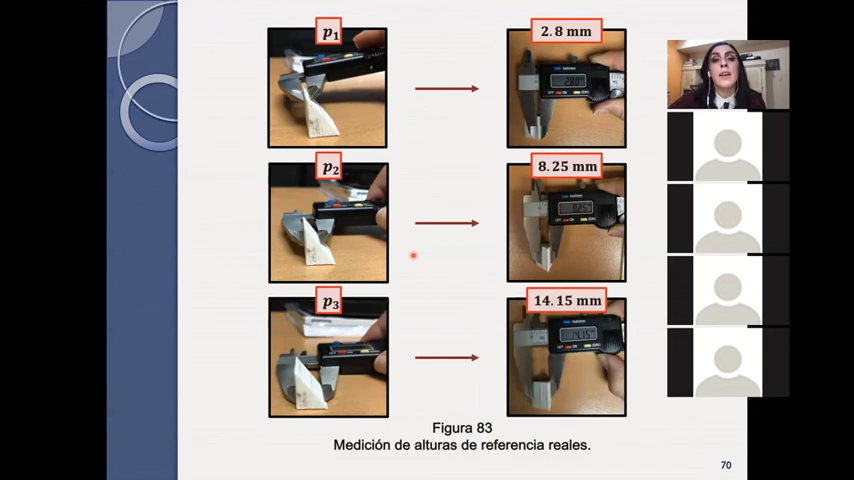 p₁
2.8 mm
p₂
8.25 mm
p₃
14.15 mm
Figura 83
Medición de alturas de referencia reales.
70